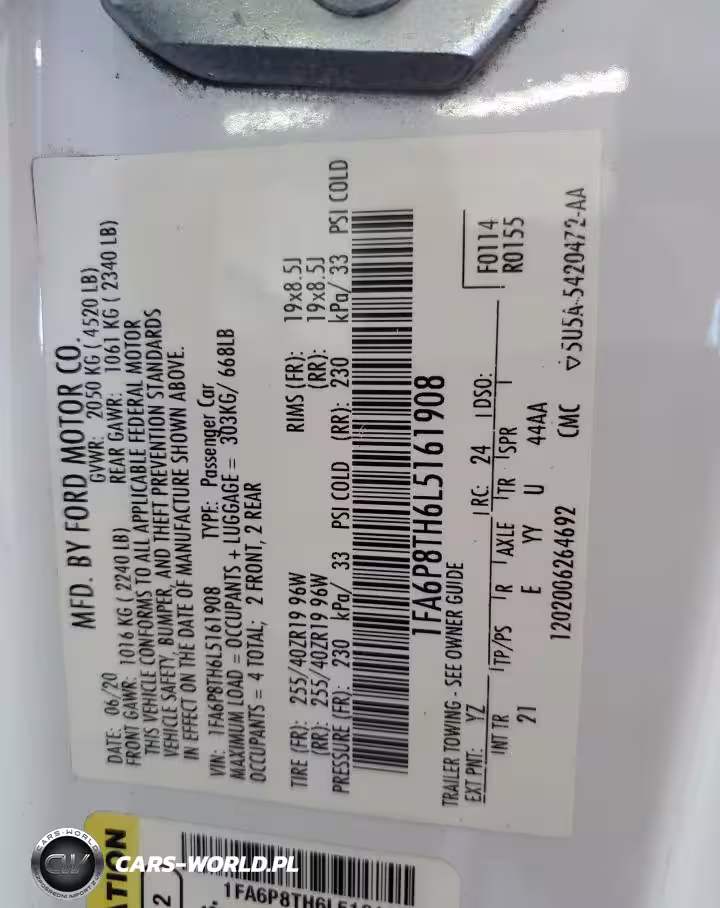 MFD. BY FORD MOTOR CO.
DATE: 06/20 GVWR: 2050 KG ( 4520 LB)
FRONT GAWR: 1016 KG ( 2240 LB) REAR GAWR: 1061 KG ( 2340 LB)
THIS VEHICLE CONFORMS TO ALL APPLICABLE FEDERAL MOTOR
VEHICLE SAFETY, BUMPER, AND THEFT PREVENTION STANDARDS
IN EFFECT ON THE DATE OF MANUFACTURE SHOWN ABOVE.
VIN: 1FA6P8TH6L5161908 TYPE: Passenger Car
MAXIMUM LOAD = OCCUPANTS + LUGGAGE = 303KG/ 668LB
OCCUPANTS = 4 TOTAL; 2 FRONT, 2 REAR
TIRE (FR): 255/40ZR19 96W RIMS (FR): 19x8.5J
(RR): 255/40ZR19 96W (RR): 19x8.5J
PRESSURE (FR): 230 kPa/ 33 PSI COLD (RR): 230 kPa/ 33 PSI COLD
1FA6P8TH6L5161908
TRAILER TOWING - SEE OWNER GUIDE
F0114
EXT PNT: YZ RC: 24 DSO: R0155
INT TR TP/PS R AXLE TR SPR
21 E YY U 44AA
1202006264692 CMC 5U5A-5420472-AA
ATION
2
1FA6P8TH6L
CARS-WORLD
CW
CARS-WORLD.PL